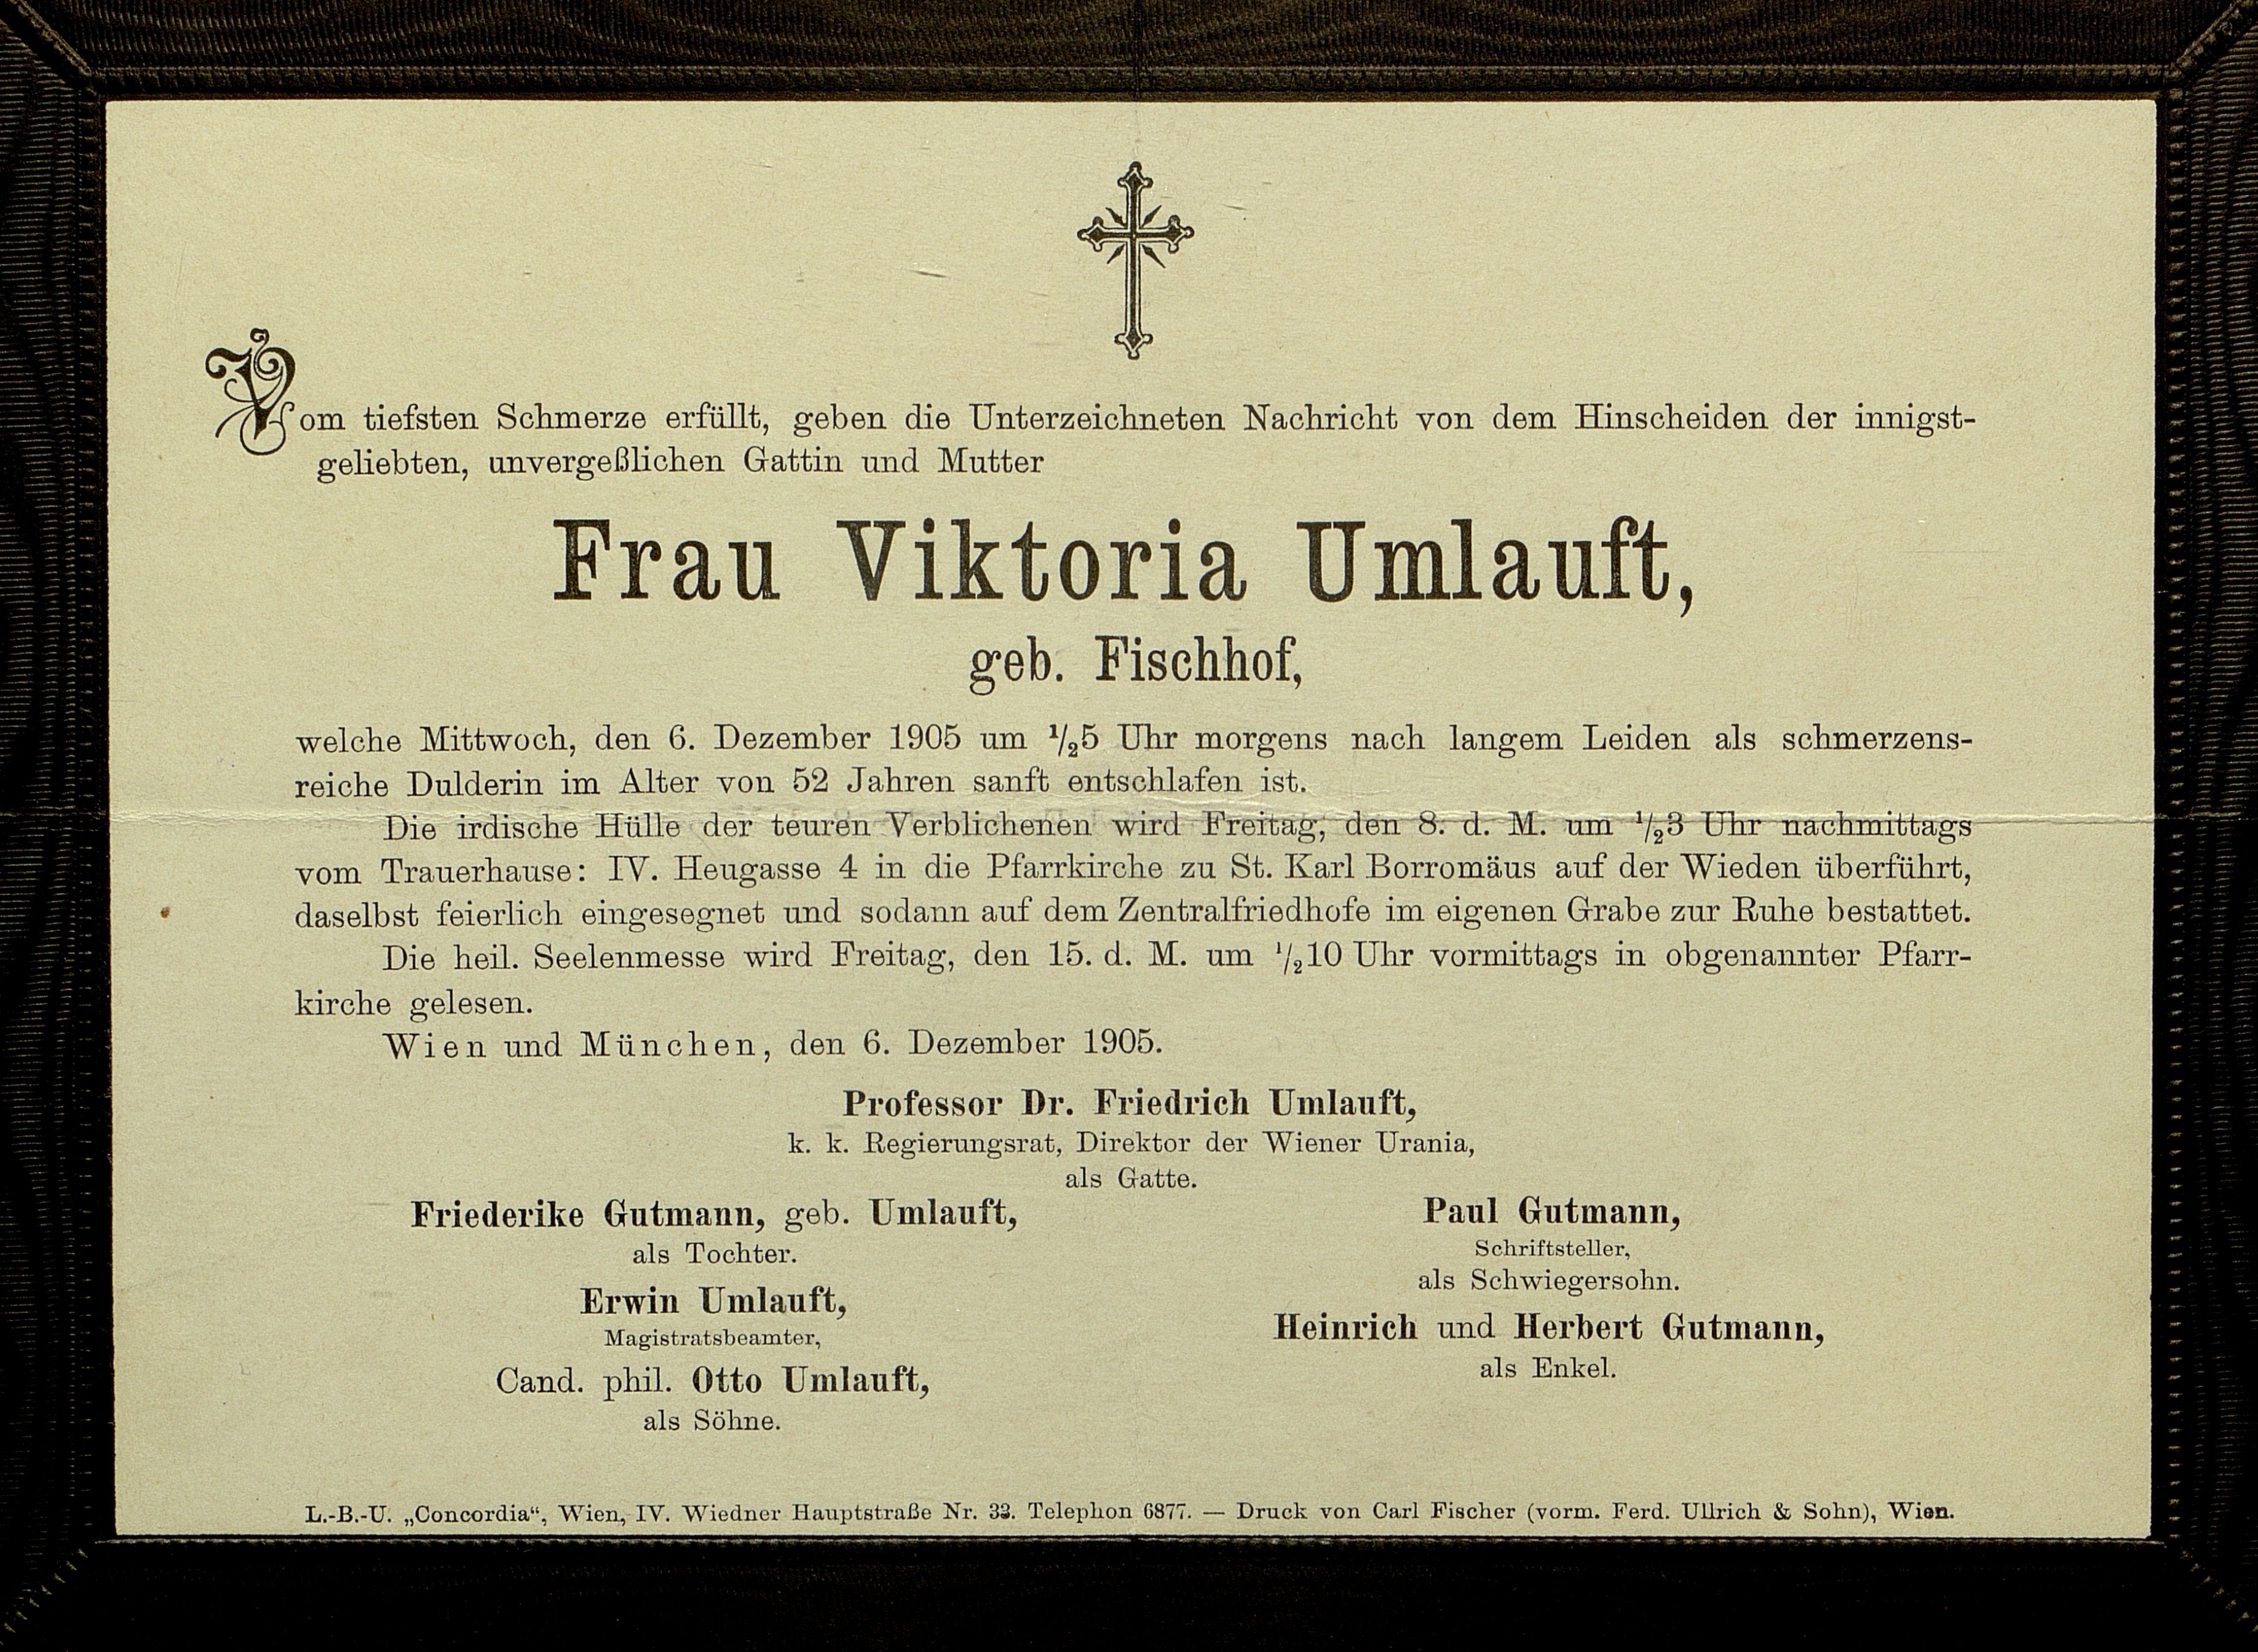 Vom tiefsten Schmerze erfüllt, geben die Unterzeichneten Nachricht von dem Hinscheiden der innigst-
geliebten, unvergeßlichen Gattin und Mutter
Frau Viktoria Umlauft,
geb. Fischhof,
welche Mittwoch, den 6. Dezember 1905 um 1/25 Uhr morgens nach langem Leiden als schmerzens-
reiche Dulderin im Alter von 52 Jahren sanft entschlafen ist.
Die irdische Hülle der teuren Verblichenen wird Freitag, den 8. d. M. um 1/23 Uhr nachmittags
vom Trauerhause: IV. Heugasse 4 in die Pfarrkirche zu St. Karl Borromäus auf der Wieden überführt,
daselbst feierlich eingesegnet und sodann auf dem Zentralfriedhofe im eigenen Grabe zur Ruhe bestattet.
Die heil. Seelenmesse wird Freitag, den 15. d. M. um 1/210 Uhr vormittags in obgenannter Pfarr-
kirche gelesen.
Wien und München, den 6. Dezember 1905.
Professor Dr. Friedrich Umlauft,
k. k. Regierungsrat, Direktor der Wiener Urania,
als Gatte.
Friederike Gutmann, geb. Umlauft,
als Tochter.
Erwin Umlauft,
Magistratsbeamter,
Cand. phil. Otto Umlauft,
als Söhne.
Paul Gutmann,
Schriftsteller,
als Schwiegersohn.
Heinrich und Herbert Gutmann,
als Enkel.
L.-B.-U. „Concordia“, Wien, IV. Wiedner Hauptstraße Nr. 33. Telephon 6877. — Druck von Carl Fischer (vorm. Ferd. Ullrich & Sohn), Wien.